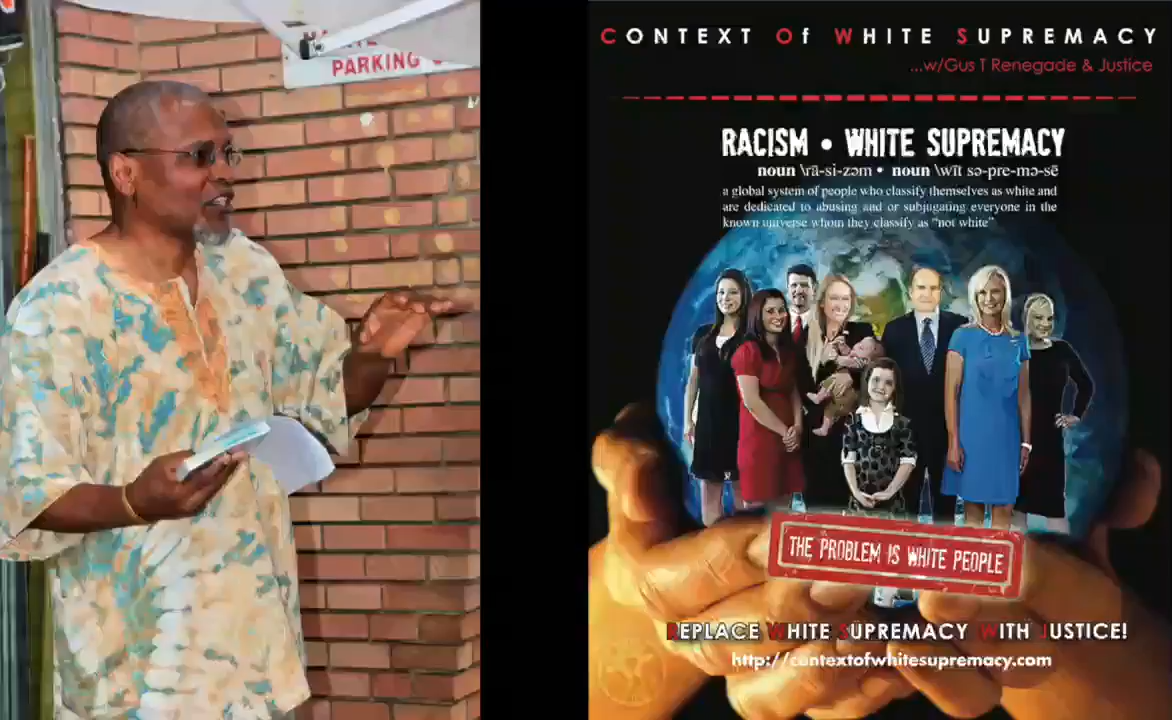 PARKING
CONTEXT Of WHITE SUPREMACY
...w/Gus T Renegade & Justice
RACISM • WHITE SUPREMACY
noun \rā-si-zəm • noun \wīt sə-pre-mə-sē
a global system of people who classify themselves as white and
are dedicated to abusing and or subjugating everyone in the
known universe whom they classify as "not white"
THE PROBLEM IS WHITE PEOPLE
REPLACE WHITE SUPREMACY WITH JUSTICE!
http://contextofwhitesupremacy.com